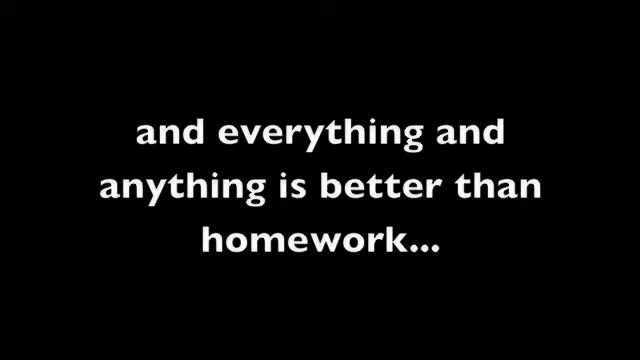 and everything and
anything is better than
homework...